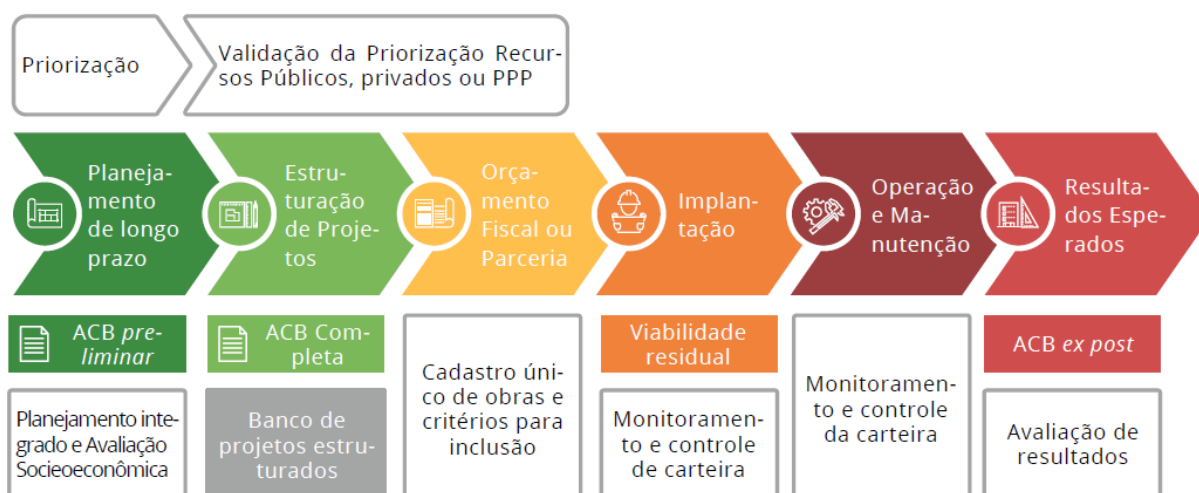 Priorização
Validação da Priorização Recur-
sos Públicos, privados ou PPP
Planeja-
mento
de longo
prazo
Estru-
turação
de Proje-
tos
Orça-
mento
Fiscal ou
Parceria
Implan-
tação
Operação
e Ma-
nutenção
Resulta-
dos Espe-
rados
ACB pre-
liminar
ACB Com-
pleta
Cadastro úni-
co de obras e
critérios para
inclusão
Viabilidade
residual
Monitoramen-
to e controle
da carteira
ACB ex post
Planejamento inte-
grado e Avaliação
Socieoeconômica
Banco de
projetos estru-
turados
Monitoramen-
to e controle
de carteira
Avaliação de
resultados